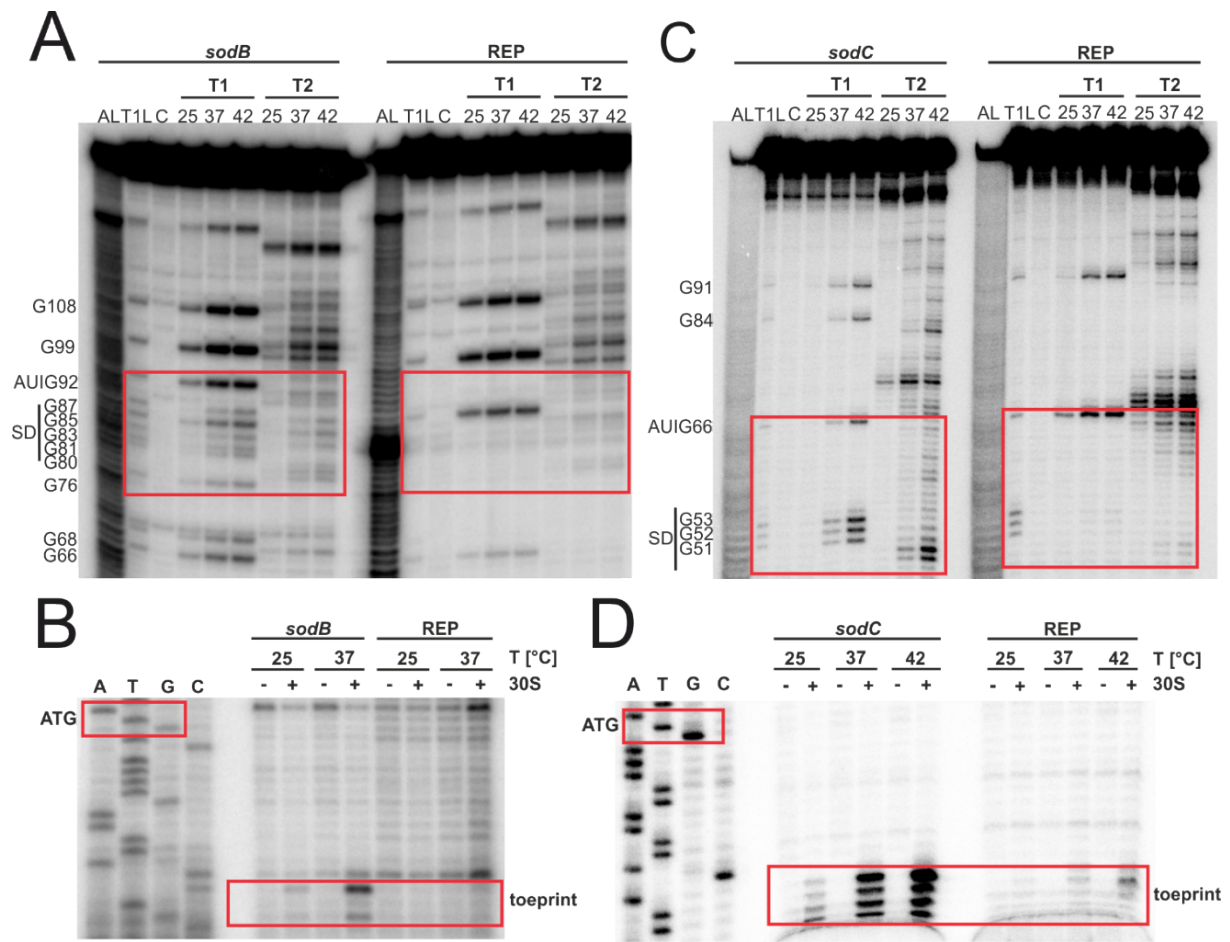 A
sodB REP
T1 T2 T1 T2
AL T1L C 25 37 42 25 37 42 AL T1L C 25 37 42 25 37 42
G108
G99
AUIG92
G87
G85
SD G83
G81
G80
G76
G68
G66
C
sodC REP
T1 T2 T1 T2
AL T1L C 25 37 42 25 37 42 AL T1L C 25 37 42 25 37 42
G91
G84
AUIG66
G53
SD G52
G51
B
sodB REP
25 37 25 37 T [°C]
A T G C - + - + - + - + 30S
ATG
toeprint
D
sodC REP
25 37 42 25 37 42 T [°C]
A T G C - + - + - + - + - + - + 30S
ATG
toeprint